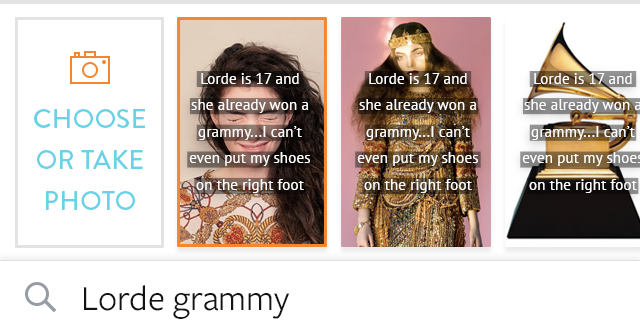 CHOOSE
OR TAKE
PHOTO
Lorde is 17 and
she already won a
grammy...I can't
even put my shoes
on the right foot
Lorde is 17 and
she already won a
grammy...I can't
even put my shoes
on the right foot
Lorde is 17 and
she already won a
grammy...I can't
even put my shoes
on the right foot
Lorde grammy